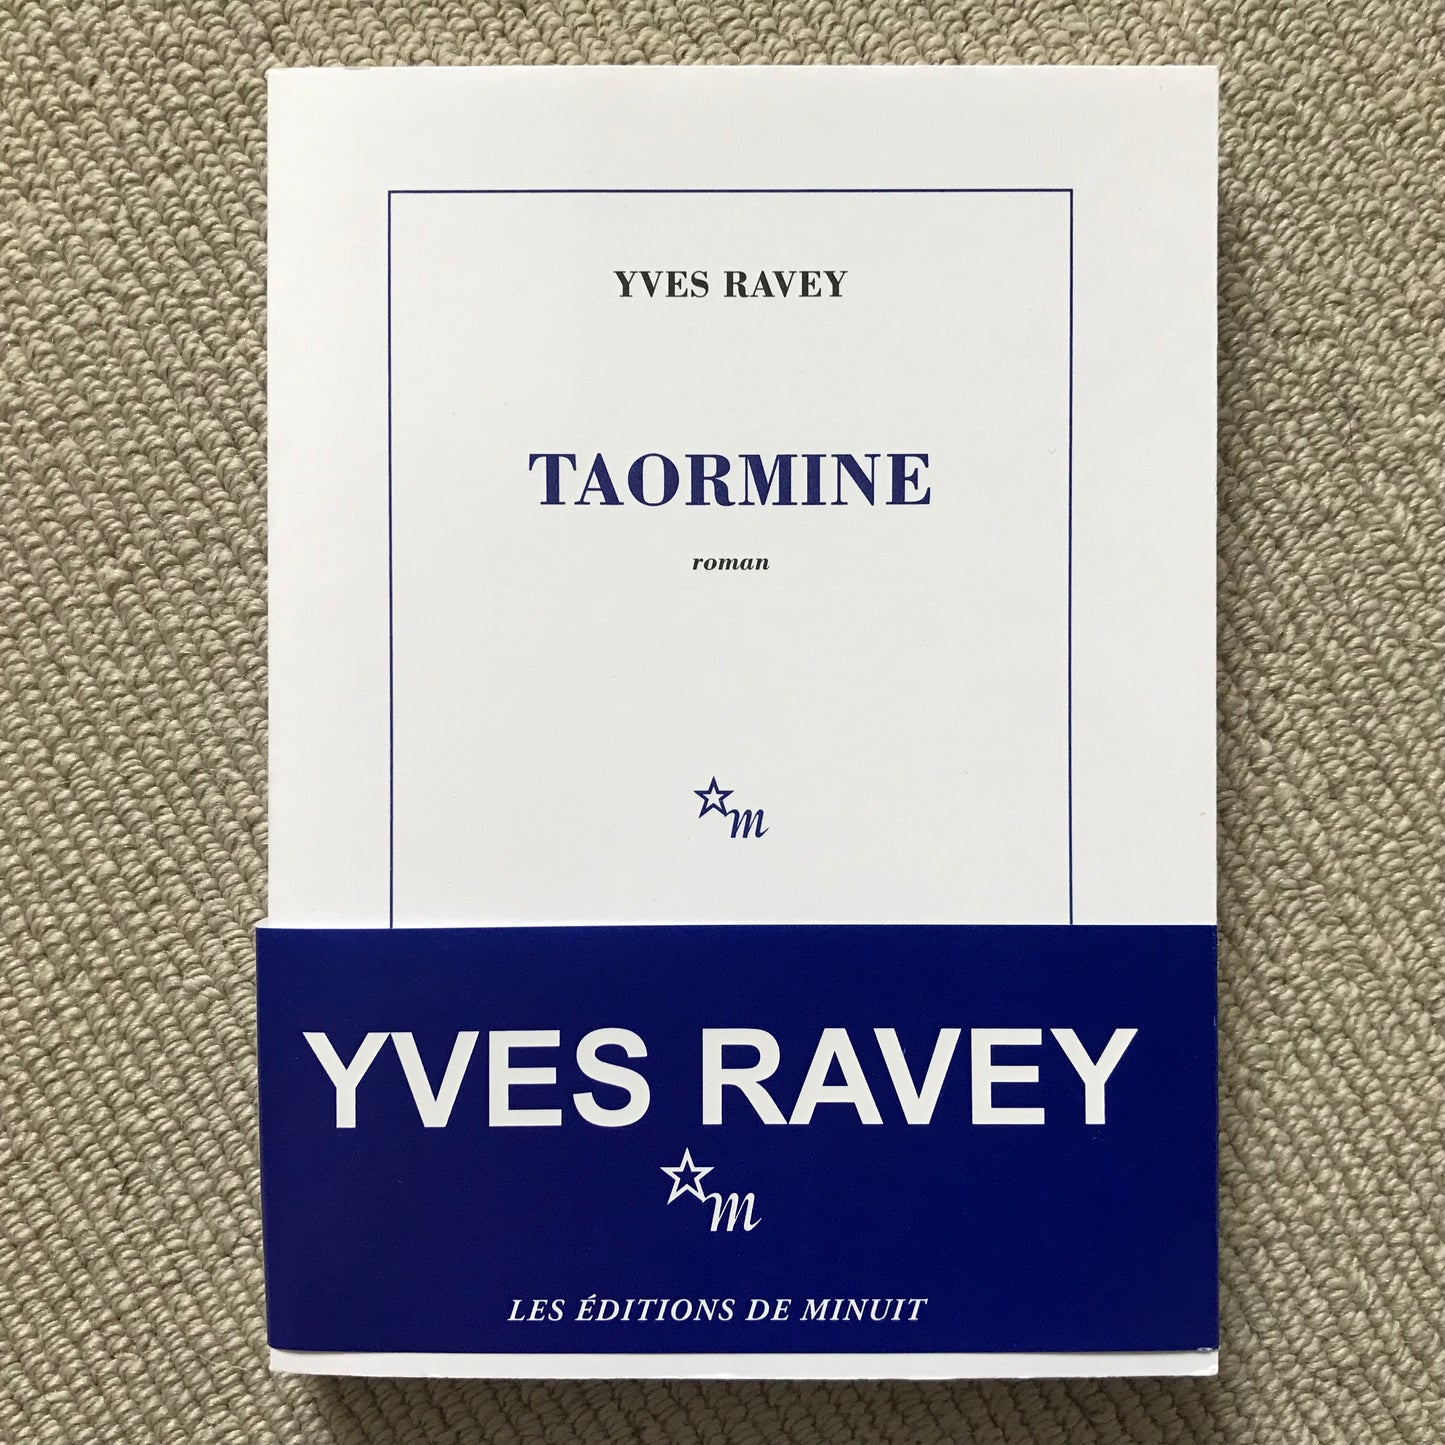 YVES RAVEY
TAORMINE
roman
m
YVES RAVEY
m
LES ÉDITIONS DE MINUIT